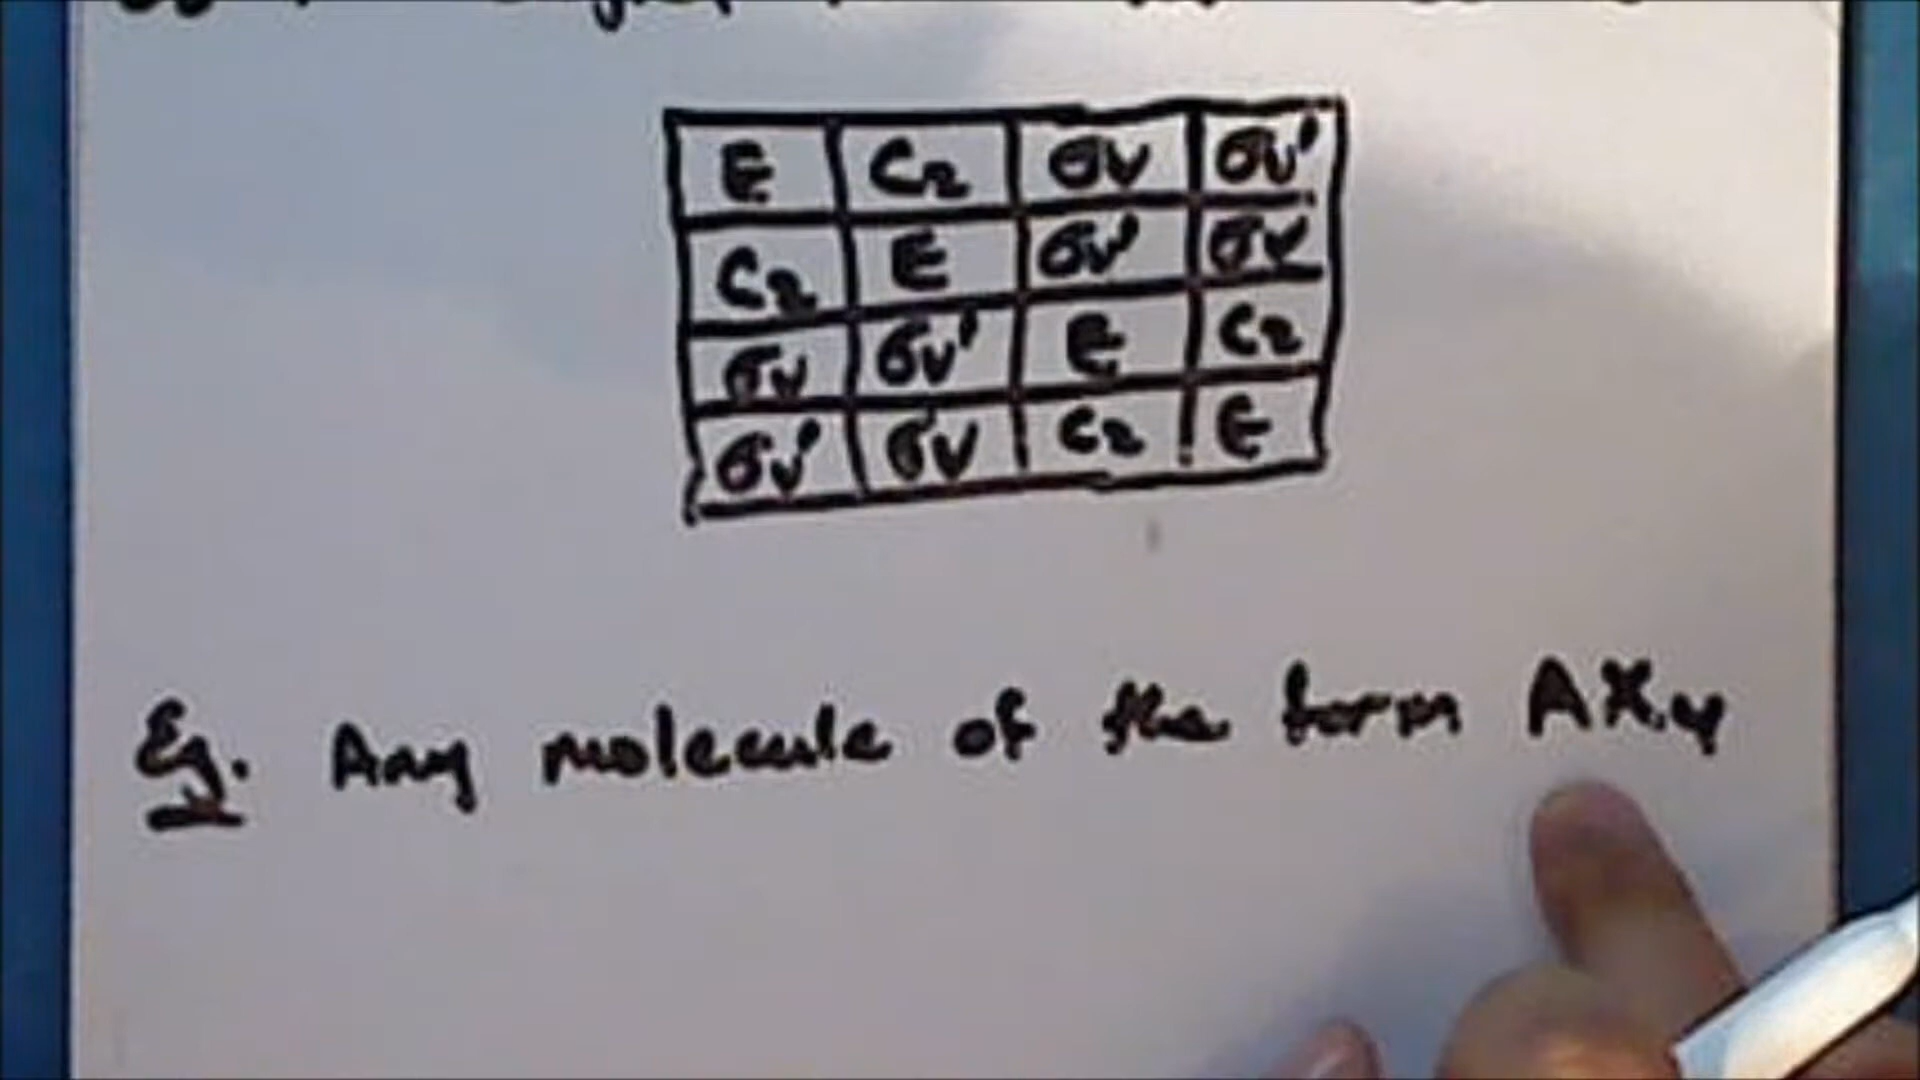 E C₂ σv σv'
C₂ E σv' σv
σv σv' E C₂
σv' σv C₂ E
Eg. Any molecule of the form AX4